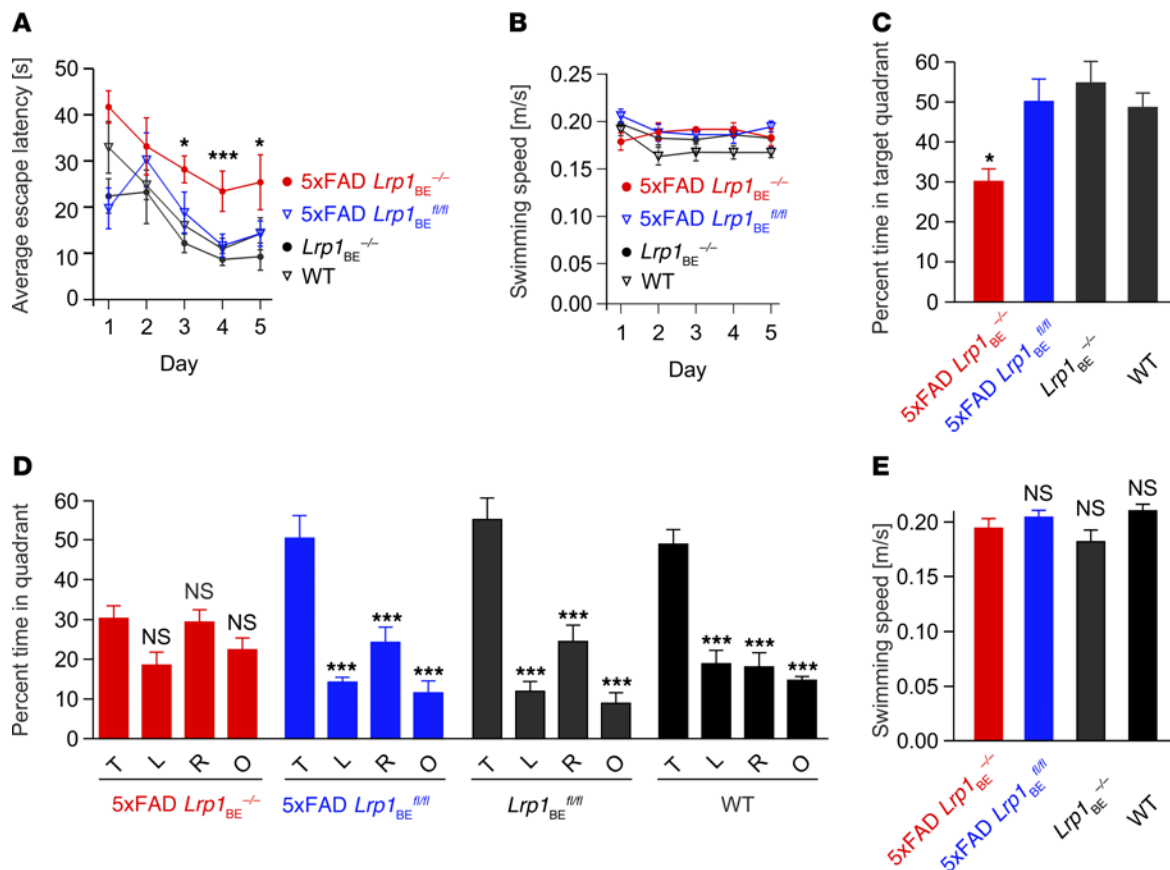 A
Average escape latency [s]
50
40
30
20
10
0
* *** *
1 2 3 4 5
Day
5xFAD Lrp1BE−/−
5xFAD Lrp1BEfl/fl
Lrp1BE−/−
WT
B
Swimming speed [m/s]
0.25
0.20
0.15
0.10
0.05
0.00
5xFAD Lrp1BE−/−
5xFAD Lrp1BEfl/fl
Lrp1BE−/−
WT
1 2 3 4 5
Day
C
Percent time in target quadrant
60
50
40
30
20
10
0
*
5xFAD Lrp1BE−/−
5xFAD Lrp1BEfl/fl
Lrp1BE−/−
WT
D
Percent time in quadrant
60
50
40
30
20
10
0
NS NS
*** *** ***
*** *** ***
*** *** ***
T L R O T L R O T L R O T L R O
5xFAD Lrp1BE−/− 5xFAD Lrp1BEfl/fl Lrp1BEfl/fl WT
E
Swimming speed [m/s]
0.20
0.15
0.10
0.05
0.00
NS NS NS
5xFAD Lrp1BE−/−
5xFAD Lrp1BEfl/fl
Lrp1BE−/−
WT